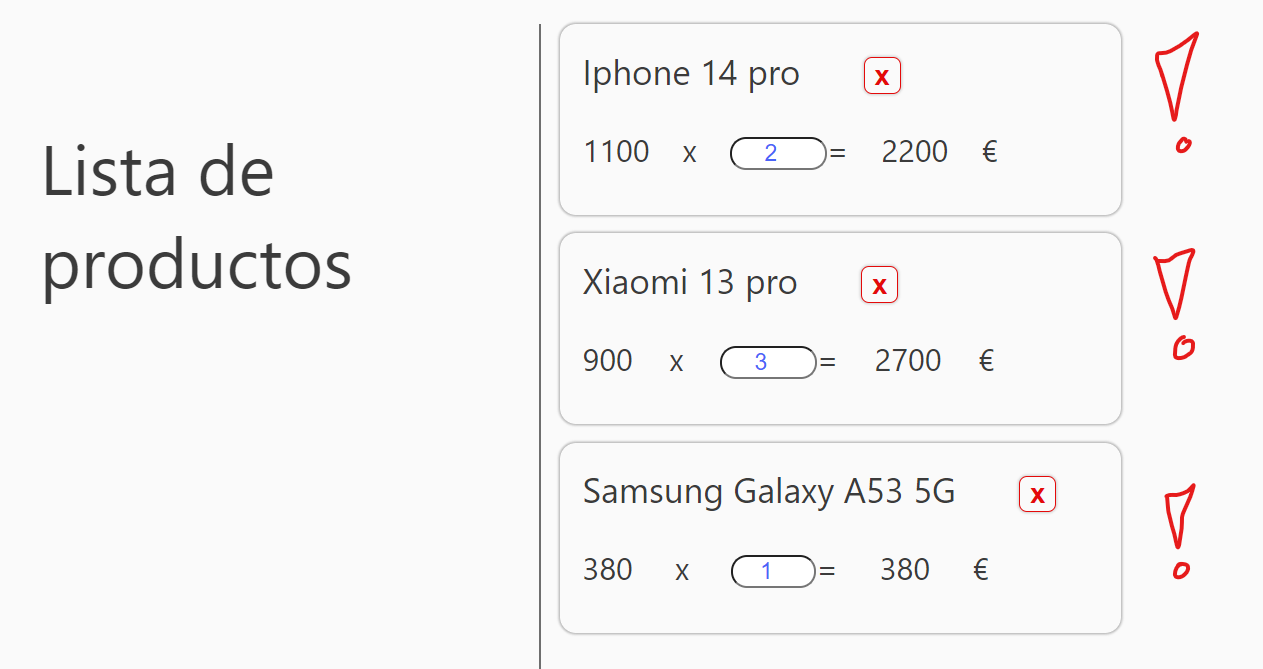 Lista de
productos
Iphone 14 pro x
1100 x 2 = 2200 €
Xiaomi 13 pro x
900 x 3 = 2700 €
Samsung Galaxy A53 5G x
380 x 1 = 380 €
!
!
!